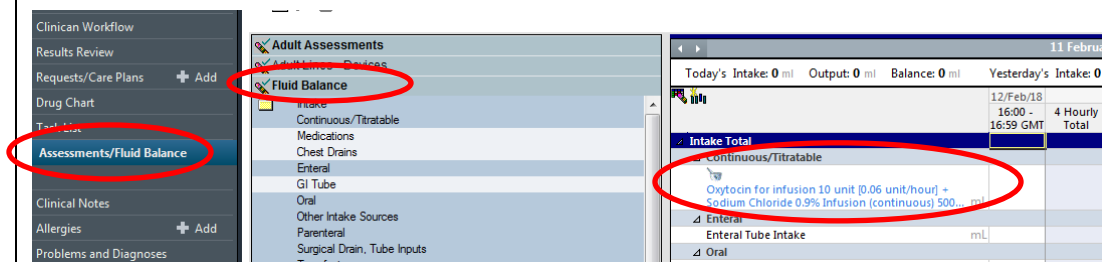 Clinican Workflow
Results Review
Requests/Care Plans + Add
Drug Chart
Task List
Assessments/Fluid Balance
Clinical Notes
Allergies + Add
Problems and Diagnoses
Adult Assessments
Adult Lines - Devices
Fluid Balance
Intake
Continuous/Titratable
Medications
Chest Drains
Enteral
GI Tube
Oral
Other Intake Sources
Parenteral
Surgical Drain, Tube Inputs
11 Februa
Today's Intake: 0 ml Output: 0 ml Balance: 0 ml Yesterday's Intake: 0
12/Feb/18
16:00 - 4 Hourly
16:59 GMT Total
Intake Total
Continuous/Titratable
Oxytocin for infusion 10 unit [0.06 unit/hour] +
Sodium Chloride 0.9% Infusion (continuous) 500... mL
Enteral
Enteral Tube Intake mL
Oral